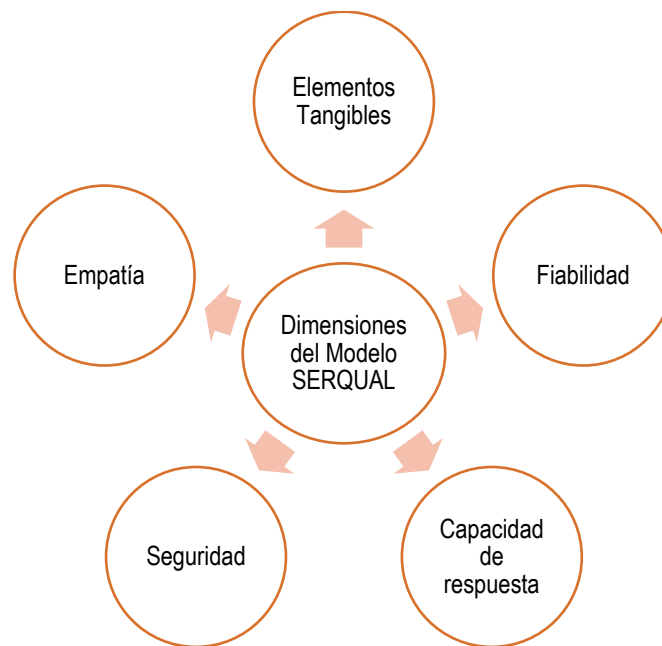 Elementos
Tangibles
Empatía
Fiabilidad
Dimensiones
del Modelo
SERQUAL
Seguridad
Capacidad
de
respuesta